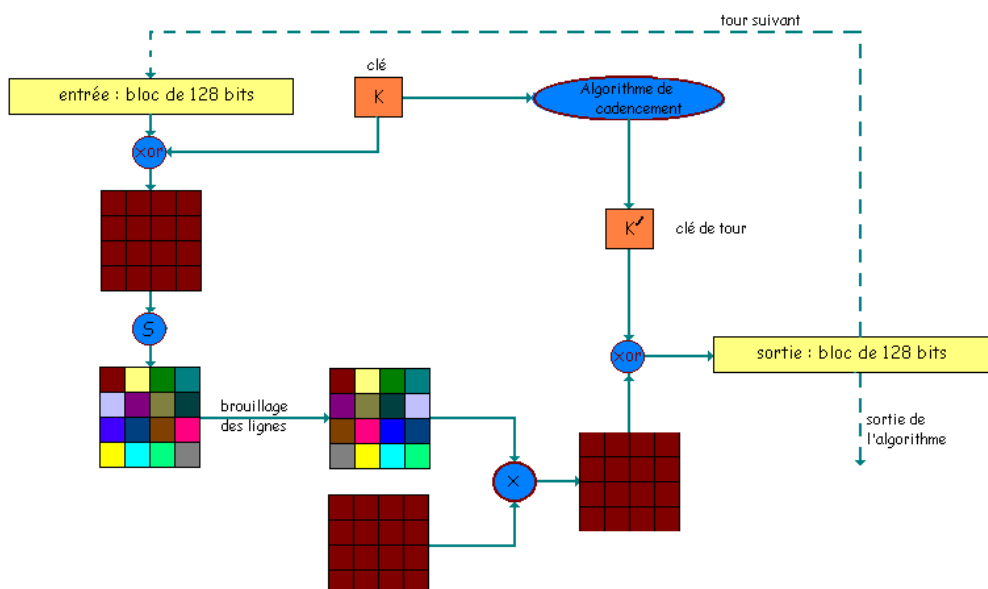 tour suivant
clé
entrée : bloc de 128 bits
K
Algorithme de
cadencement
xor
K'
clé de tour
S
xor
sortie : bloc de 128 bits
brouillage
des lignes
sortie de
l'algorithme
X